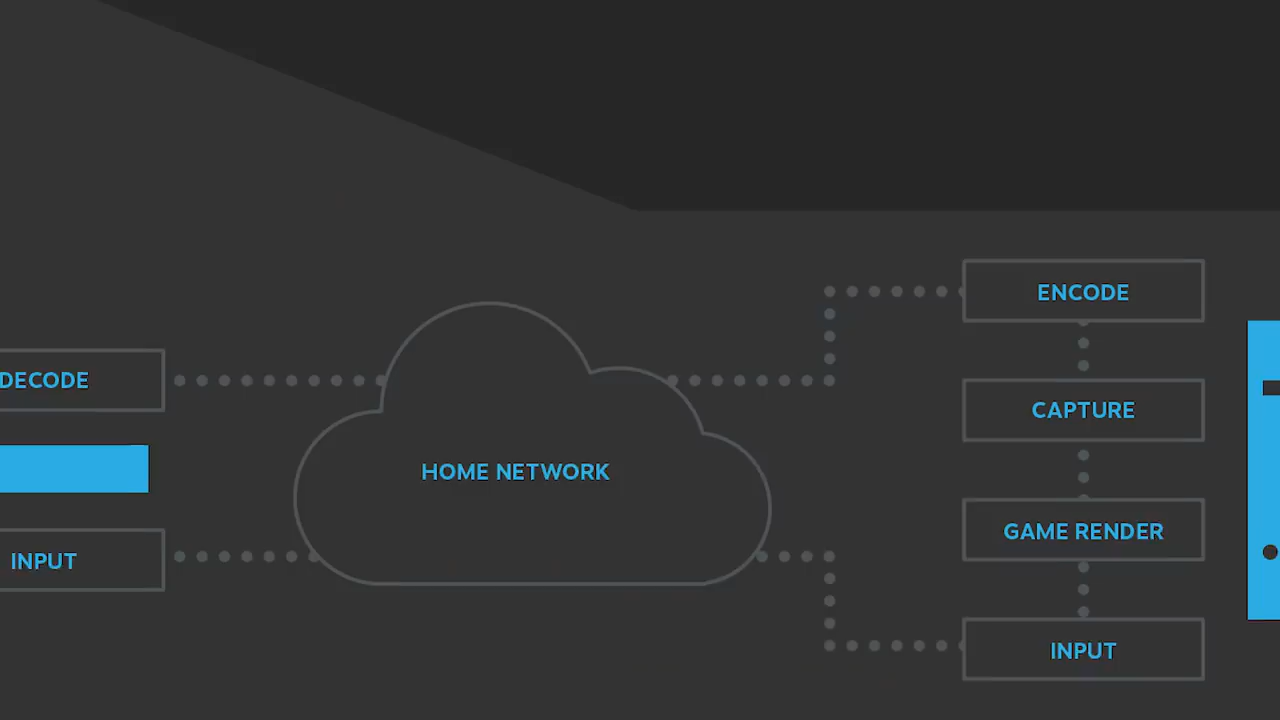 DECODE
INPUT
HOME NETWORK
ENCODE
CAPTURE
GAME RENDER
INPUT